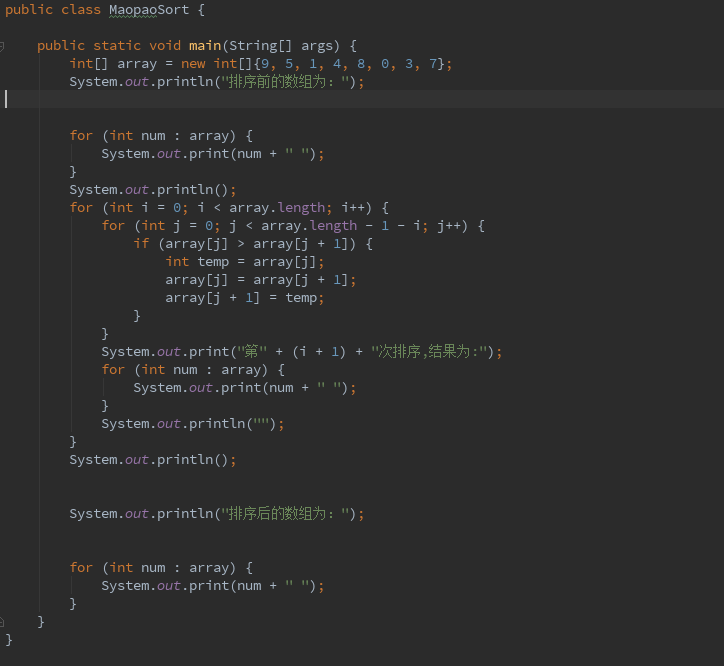 public class MaopaoSort {
public static void main(String[] args) {
int[] array = new int[]{9, 5, 1, 4, 8, 0, 3, 7};
System.out.println("排序前的数组为：");
for (int num : array) {
System.out.print(num + " ");
}
System.out.println();
for (int i = 0; i < array.length; i++) {
for (int j = 0; j < array.length - 1 - i; j++) {
if (array[j] > array[j + 1]) {
int temp = array[j];
array[j] = array[j + 1];
array[j + 1] = temp;
}
}
System.out.print("第" + (i + 1) + "次排序,结果为:");
for (int num : array) {
System.out.print(num + " ");
}
System.out.println("");
}
System.out.println();
System.out.println("排序后的数组为：");
for (int num : array) {
System.out.print(num + " ");
}
}
}